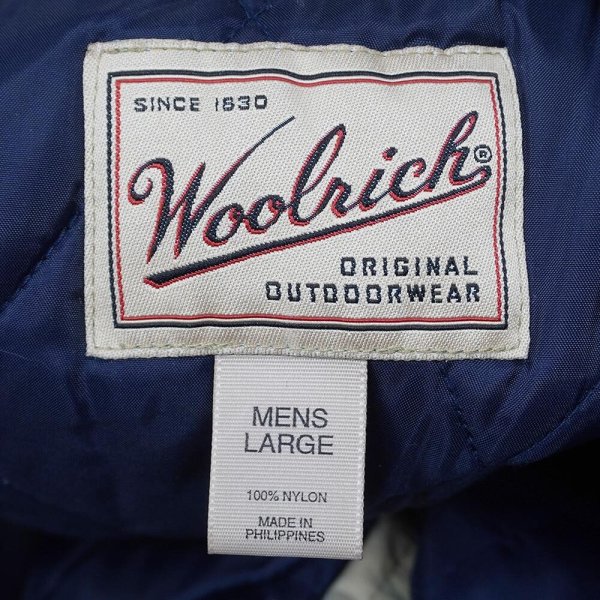 SINCE 1830
Woolrich®
ORIGINAL
OUTDOORWEAR
MENS
LARGE
100% NYLON
MADE IN
PHILIPPINES